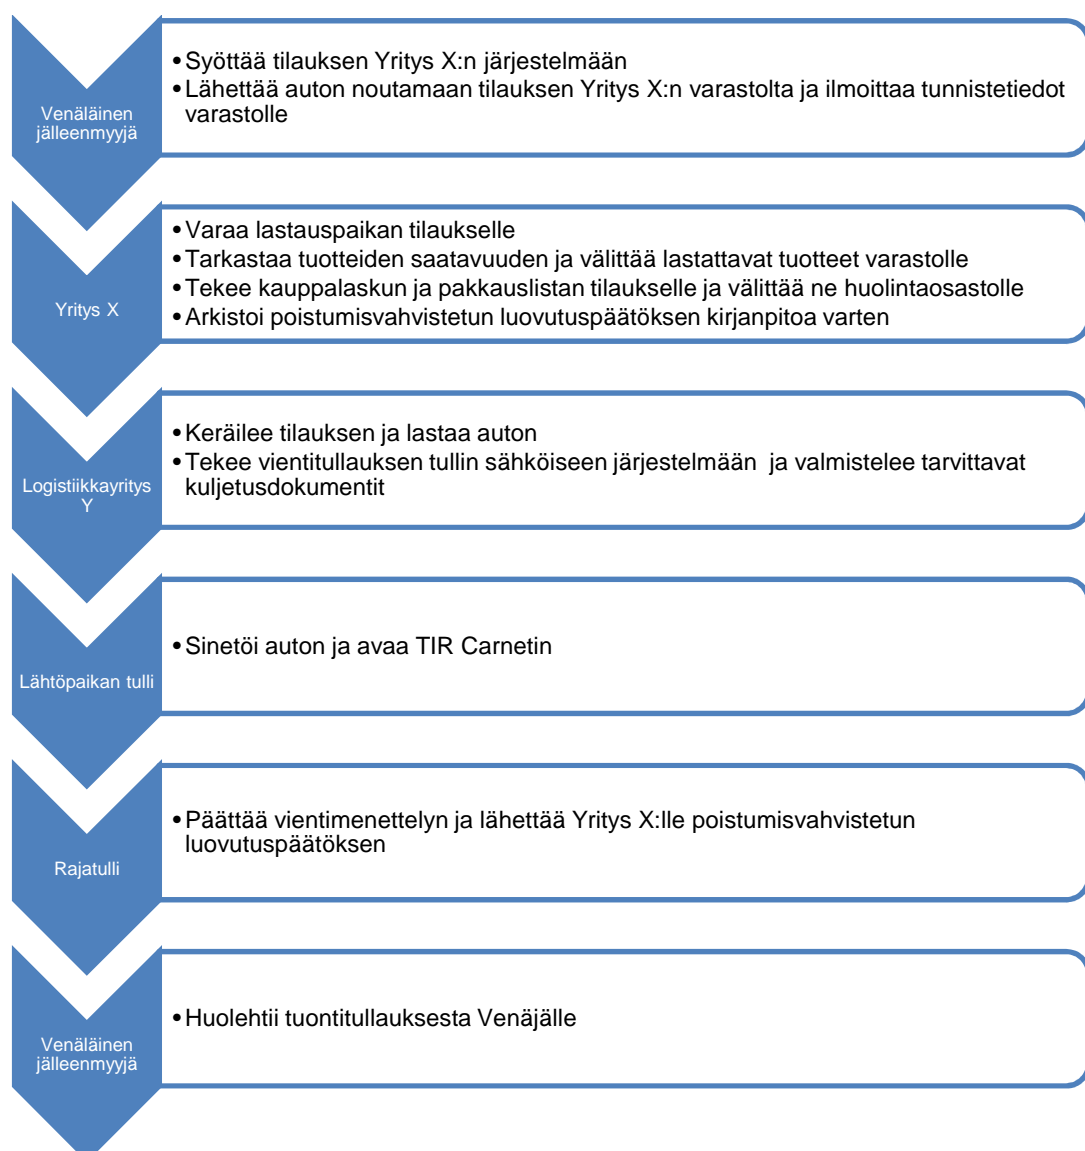 Venäläinen
jälleenmyyjä
•Syöttää tilauksen Yritys X:n järjestelmään
•Lähettää auton noutamaan tilauksen Yritys X:n varastolta ja ilmoittaa tunnistetiedot
varastolle
Yritys X
•Varaa lastauspaikan tilaukselle
•Tarkastaa tuotteiden saatavuuden ja välittää lastattavat tuotteet varastolle
•Tekee kauppalaskun ja pakkauslistan tilaukselle ja välittää ne huolintaosastolle
•Arkistoi poistumisvahvistetun luovutuspäätöksen kirjanpitoa varten
Logistiikkayritys
Y
•Keräilee tilauksen ja lastaa auton
•Tekee vientitullauksen tullin sähköiseen järjestelmään ja valmistelee tarvittavat
kuljetusdokumentit
Lähtöpaikan tulli
•Sinetöi auton ja avaa TIR Carnetin
Rajatulli
•Päättää vientimenettelyn ja lähettää Yritys X:lle poistumisvahvistetun
luovutuspäätöksen
Venäläinen
jälleenmyyjä
•Huolehtii tuontitullauksesta Venäjälle